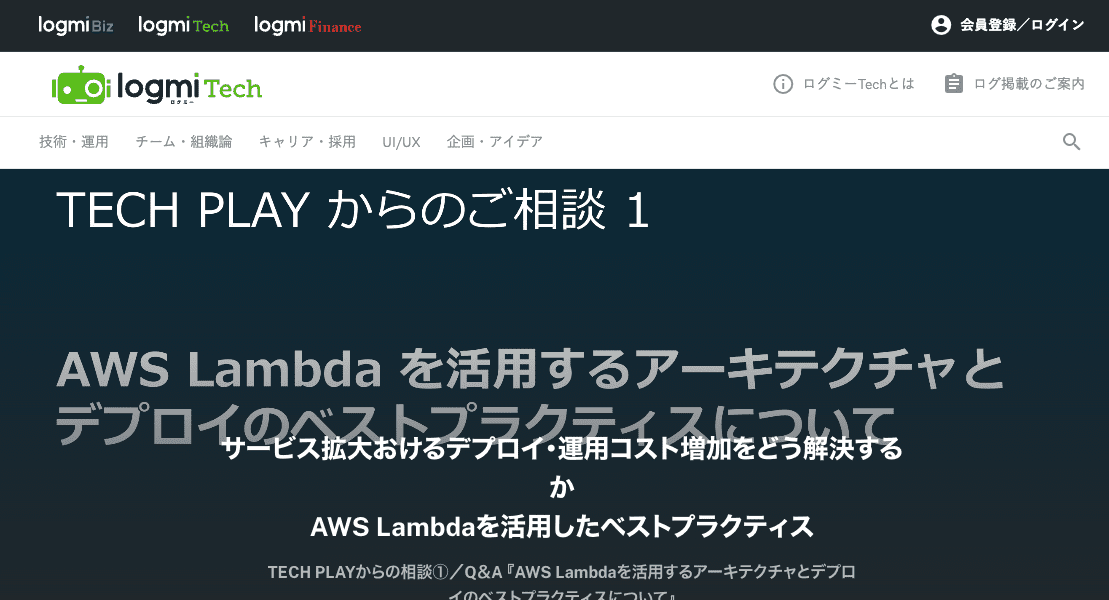 logmi Biz logmi Tech logmi Finance 会員登録／ログイン
logmi Tech ログミーTechとは ログ掲載のご案内
ログミー
技術・運用 チーム・組織論 キャリア・採用 UI/UX 企画・アイデア
TECH PLAY からのご相談 1
AWS Lambda を活用するアーキテクチャと
デプロイのベストプラクティスについて
サービス拡大おけるデプロイ・運用コスト増加をどう解決する
か
AWS Lambdaを活用したベストプラクティス
TECH PLAYからの相談①／Q&A『AWS Lambdaを活用するアーキテクチャとデプロ
イのベストプラクティスについて』